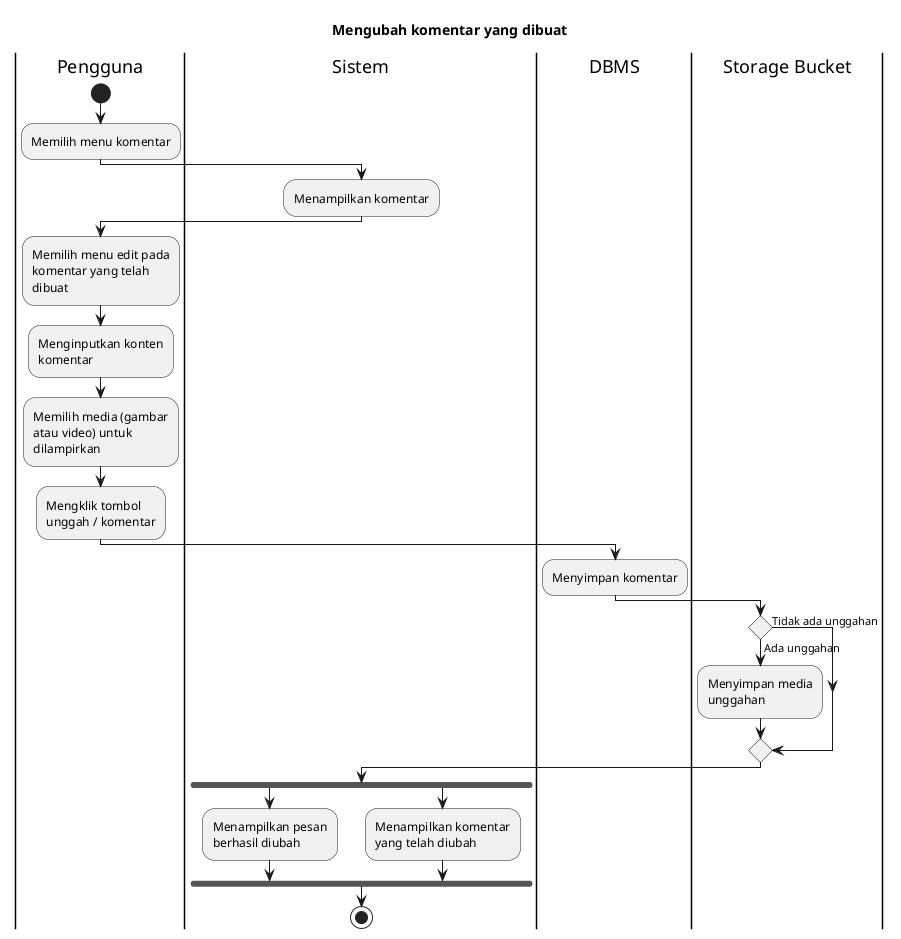 Mengubah komentar yang dibuat
Pengguna
Sistem
DBMS
Storage Bucket
Memilih menu komentar
Menampilkan komentar
Memilih menu edit pada
komentar yang telah
dibuat
Menginputkan konten
komentar
Memilih media (gambar
atau video) untuk
dilampirkan
Mengklik tombol
unggah / komentar
Menyimpan komentar
Tidak ada unggahan
Ada unggahan
Menyimpan media
unggahan
Menampilkan pesan
berhasil diubah
Menampilkan komentar
yang telah diubah